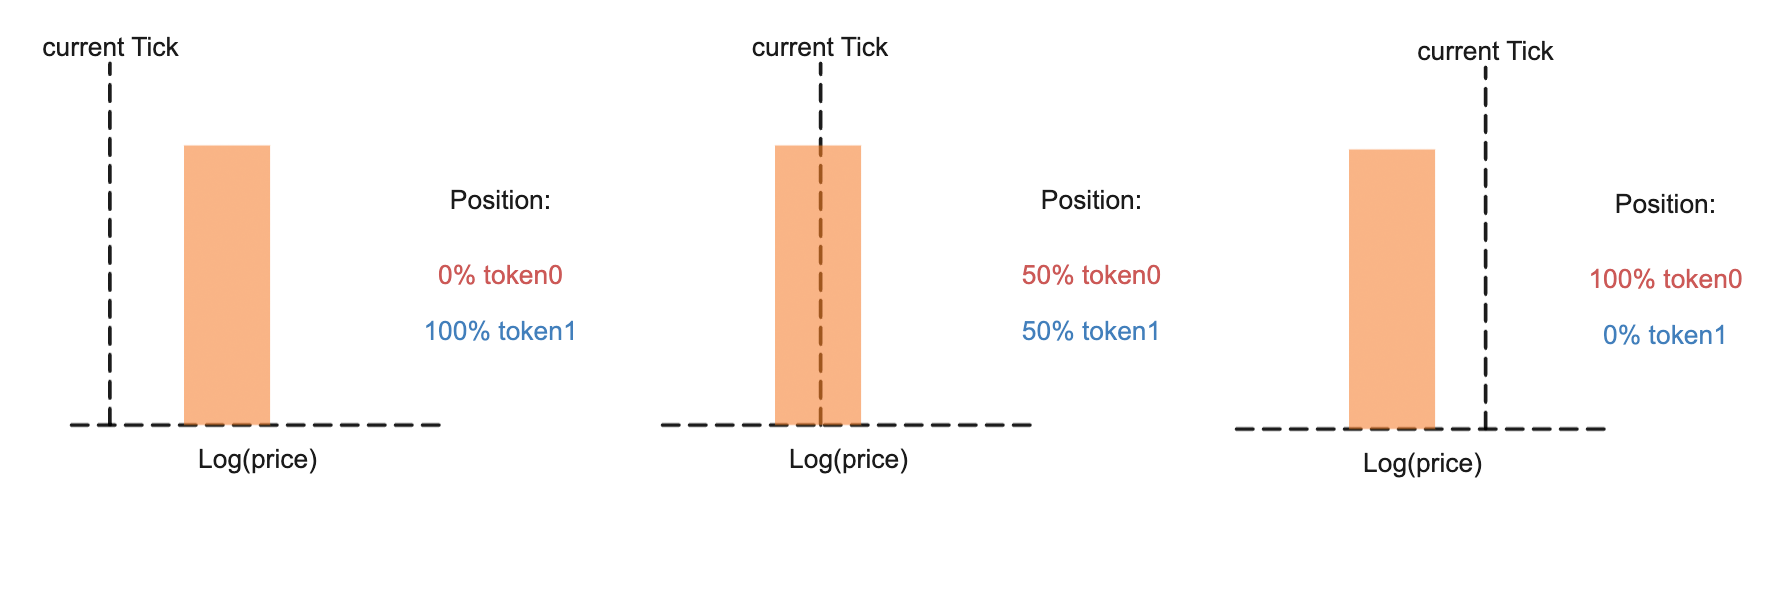 current Tick
Position:
0% token0
100% token1
Log(price)
current Tick
Position:
50% token0
50% token1
Log(price)
current Tick
Position:
100% token0
0% token1
Log(price)